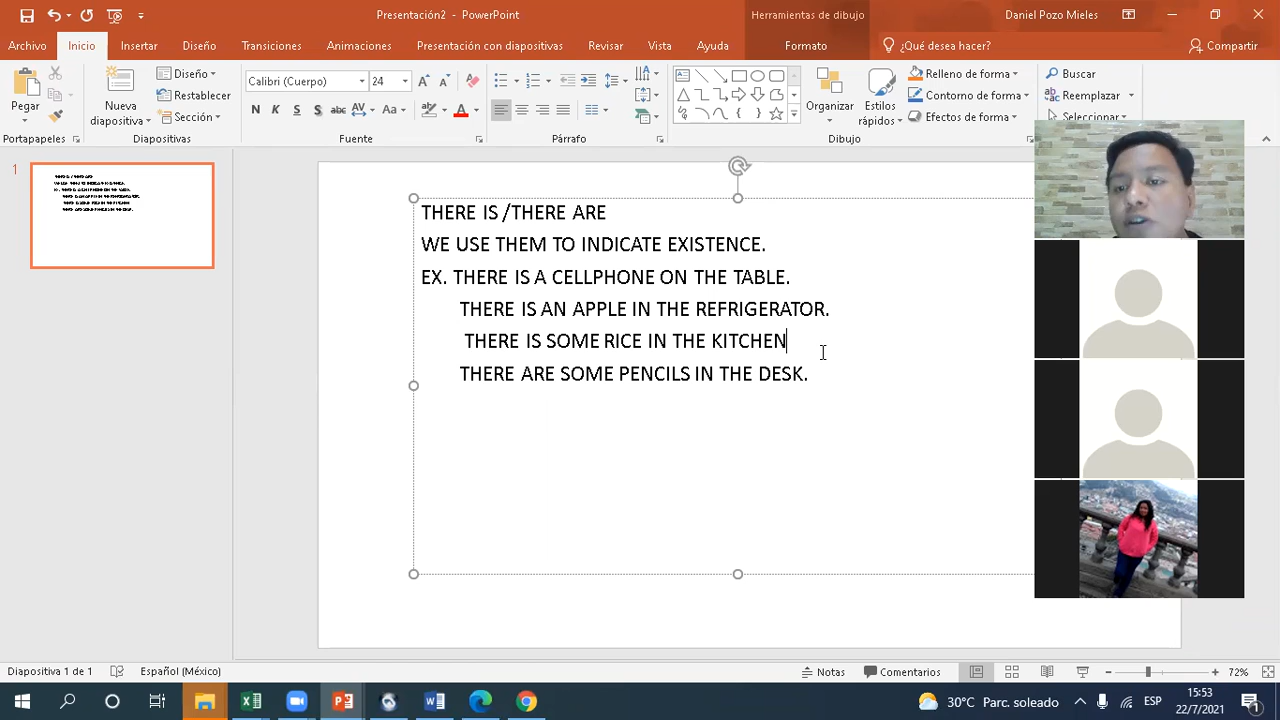 Presentación2 - PowerPoint
Herramientas de dibujo
Daniel Pozo Mieles
Archivo
Inicio
Insertar
Diseño
Transiciones
Animaciones
Presentación con diapositivas
Revisar
Vista
Ayuda
Formato
¿Qué desea hacer?
Compartir
Pegar
Nueva diapositiva
Diseño
Restablecer
Sección
Calibri (Cuerpo)
24
N K S S abc AV Aa A
Organizar
Estilos rápidos
Relleno de forma
Contorno de forma
Efectos de forma
Buscar
Reemplazar
Seleccionar
Portapapeles
Diapositivas
Fuente
Párrafo
Dibujo
1
THERE IS /THERE ARE
WE USE THEM TO INDICATE EXISTENCE.
EX. THERE IS A CELLPHONE ON THE TABLE.
THERE IS AN APPLE IN THE REFRIGERATOR.
THERE IS SOME RICE IN THE KITCHEN
THERE ARE SOME PENCILS IN THE DESK.
Diapositiva 1 de 1
Español (México)
Notas
Comentarios
72%
30°C Parc. soleado
ESP
15:53
22/7/2021